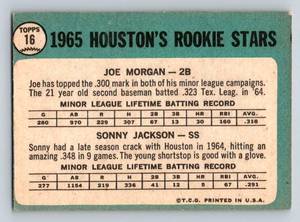 TOPPS
16
1965 HOUSTON'S ROOKIE STARS
JOE MORGAN — 2B
Joe has topped the .300 mark in both of his minor league campaigns.
The 21 year old second baseman batted .323 Tex. Leag. in '64.
MINOR LEAGUE LIFETIME BATTING RECORD
G AB R H 2B 3B HR RBI AVG.
280 970 229 307 67 13 30 160 .318
SONNY JACKSON — SS
Sonny had a late season crack with Houston in 1964, hitting an
amazing .348 in 9 games. The young shortstop is good with a glove.
MINOR LEAGUE LIFETIME BATTING RECORD
G AB R H 2B 3B HR RBI AVG.
277 1154 219 336 41 12 5 67 .291
©T.C.G. PRINTED IN U.S.A.